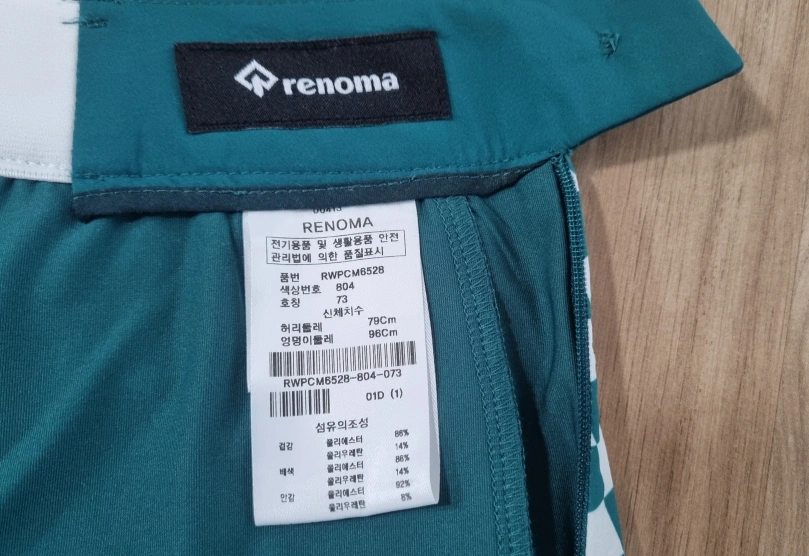 renoma
00413
RENOMA
전기용품 및 생활용품 안전
관리법에 의한 품질표시
품번 RWPCM6528
색상번호 804
호칭 73
신체치수
허리둘레 79Cm
엉덩이둘레 96Cm
RWPCM6528-804-073
01D (1)
섬유의조성
겉감 폴리에스터 86%
폴리우레탄 14%
배색 폴리에스터 86%
폴리우레탄 14%
안감 폴리에스터 92%
폴리우레탄 8%